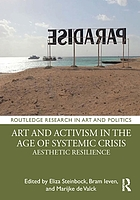 PARADISE
ROUTLEDGE RESEARCH IN ART AND POLITICS
ART AND ACTIVISM IN THE
AGE OF SYSTEMIC CRISIS
AESTHETIC RESILIENCE
Edited by Eliza Steinbock, Bram Ieven,
and Marijke de Valck